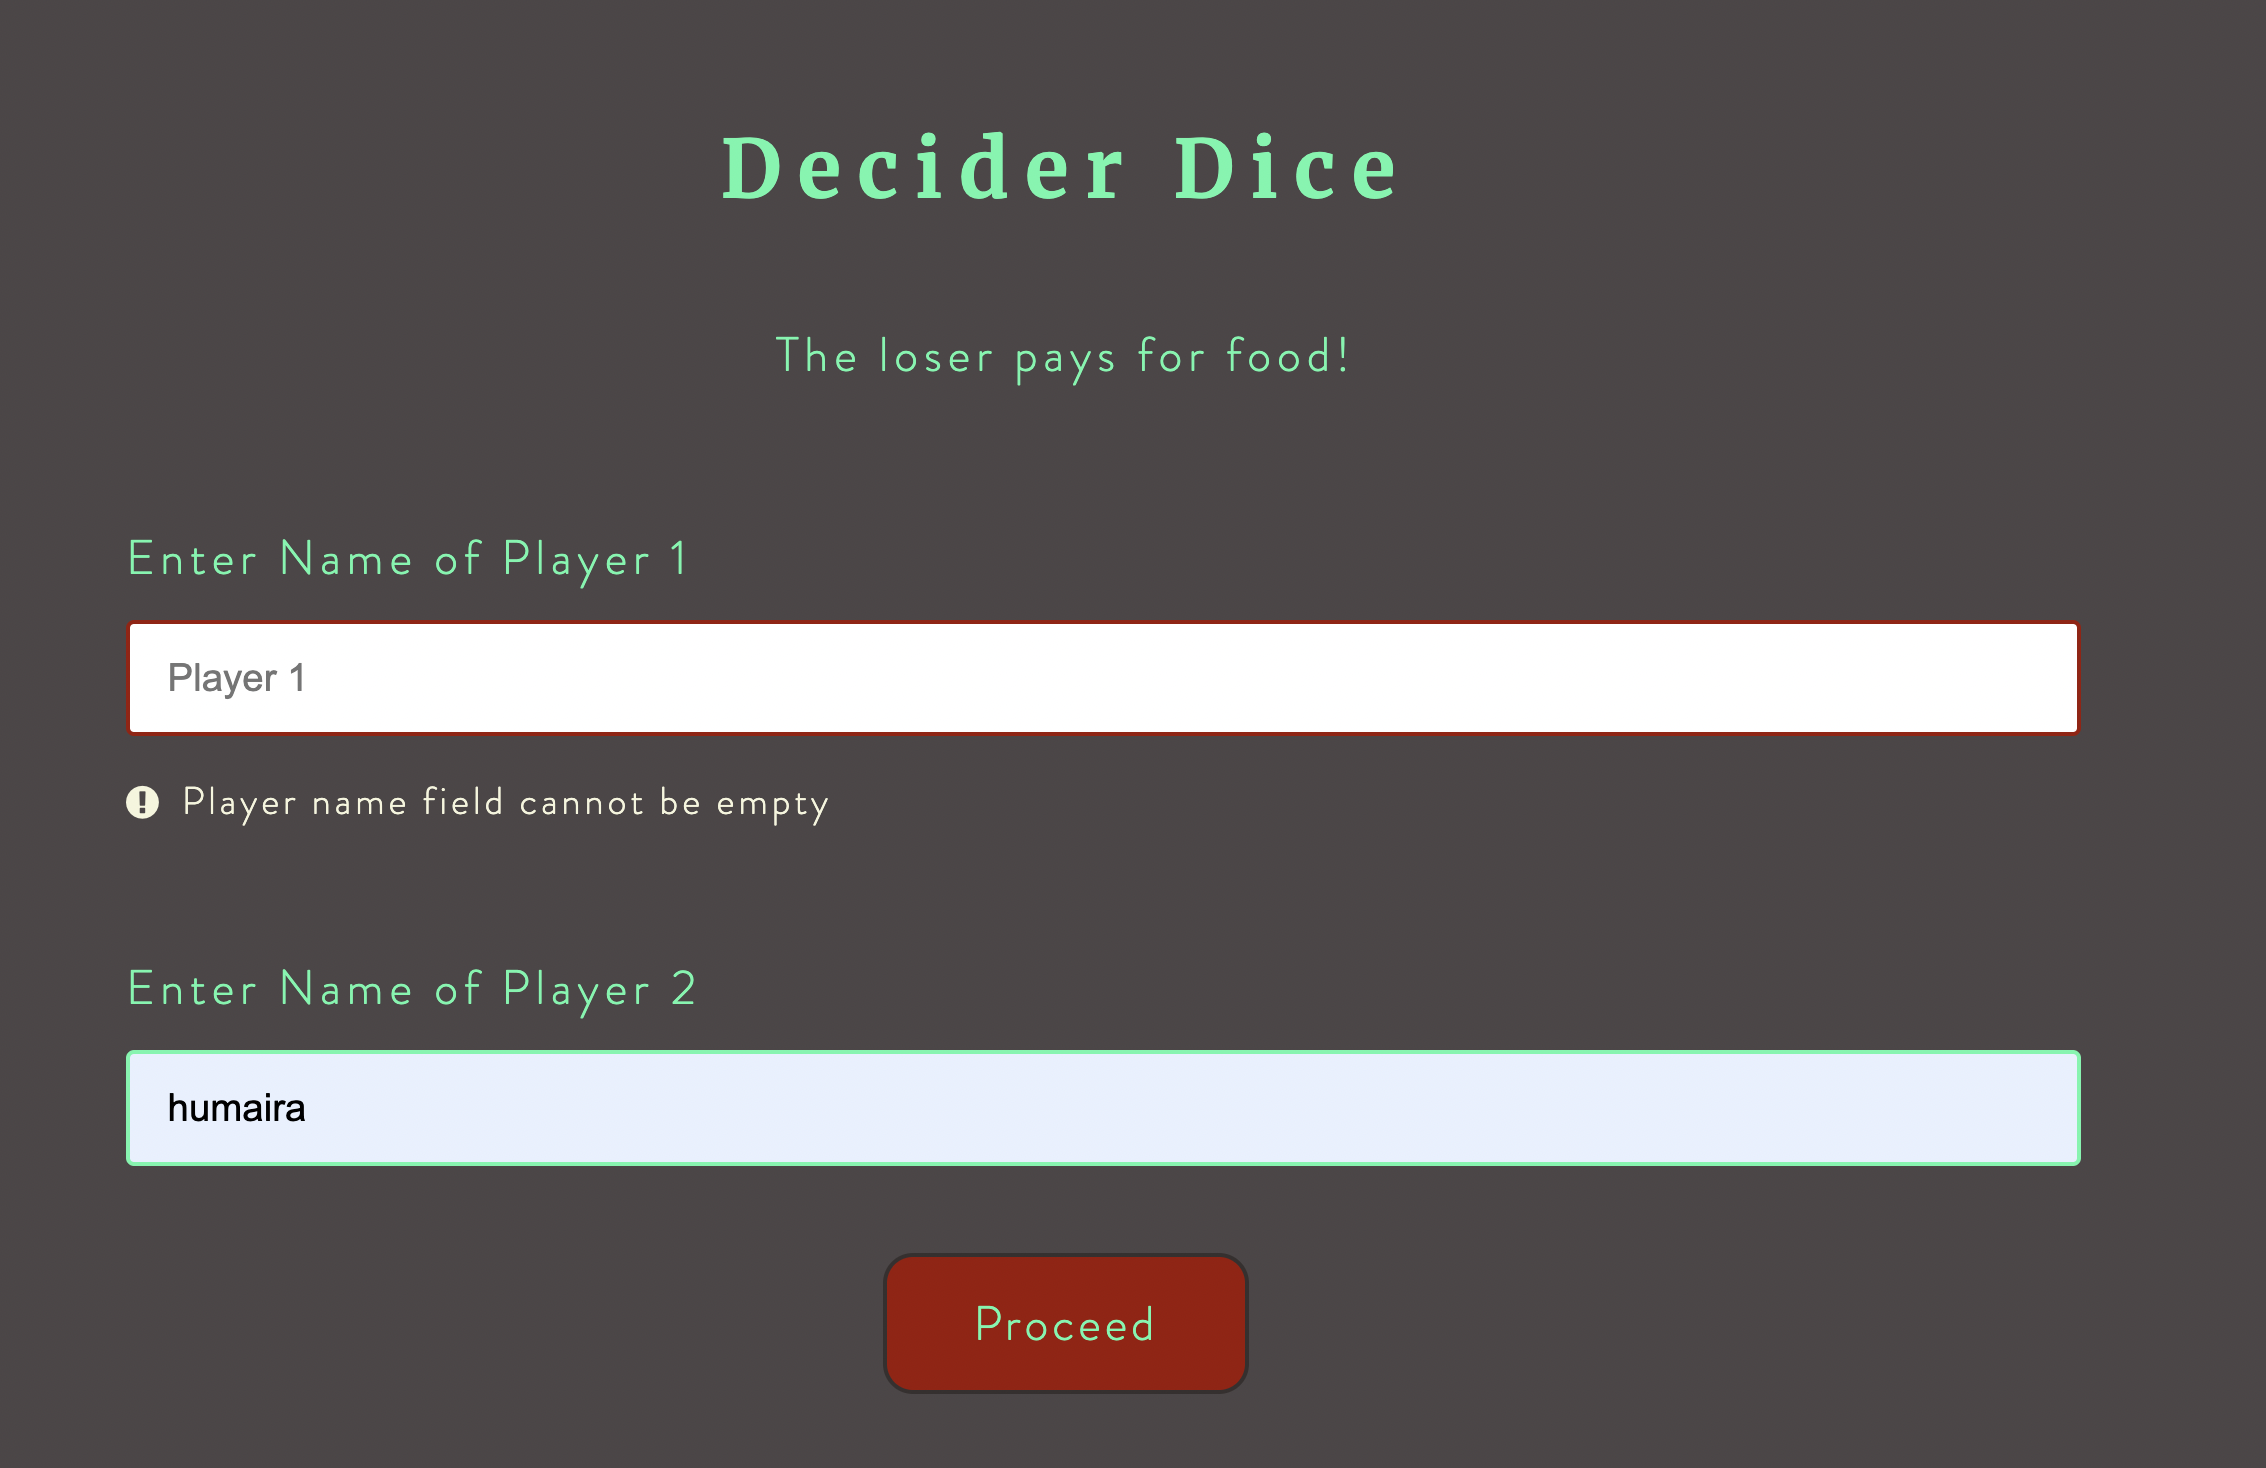 Decider Dice
The loser pays for food!
Enter Name of Player 1
Player 1
Player name field cannot be empty
Enter Name of Player 2
humaira
Proceed